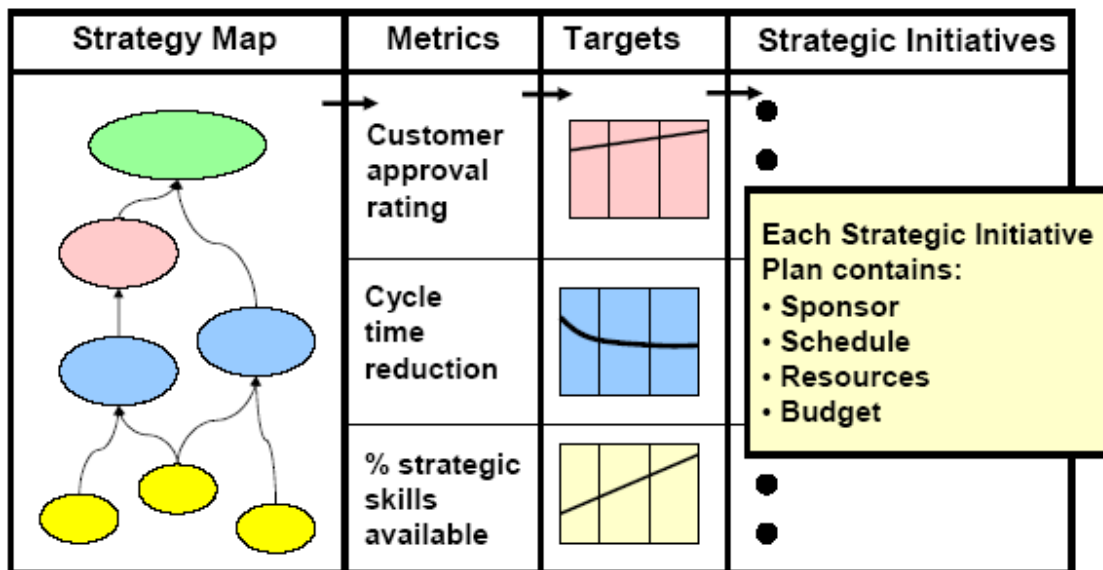 Strategy Map
Metrics
Targets
Strategic Initiatives
Customer
approval
rating
Cycle
time
reduction
% strategic
skills
available
Each Strategic Initiative
Plan contains:
• Sponsor
• Schedule
• Resources
• Budget